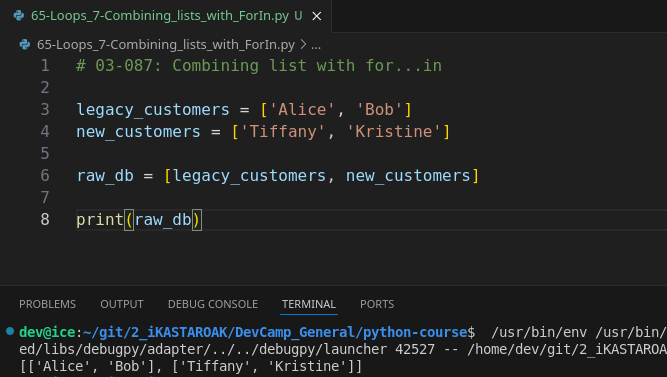 65-Loops_7-Combining_lists_with_ForIn.py U
65-Loops_7-Combining_lists_with_ForIn.py > ...
1 # 03-087: Combining list with for...in
2
3 legacy_customers = ['Alice', 'Bob']
4 new_customers = ['Tiffany', 'Kristine']
5
6 raw_db = [legacy_customers, new_customers]
7
8 print(raw_db)
PROBLEMS OUTPUT DEBUG CONSOLE TERMINAL PORTS
dev@ice:~/git/2_iKASTAROAK/DevCamp_General/python-course$ /usr/bin/env /usr/bin/
ed/libs/debugpy/adapter/../../debugpy/launcher 42527 -- /home/dev/git/2_iKASTAROA
[['Alice', 'Bob'], ['Tiffany', 'Kristine']]